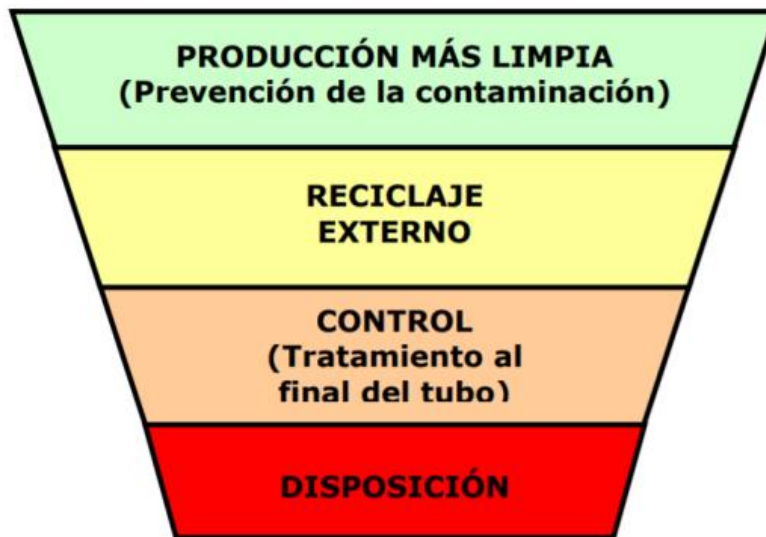 PRODUCCIÓN MÁS LIMPIA
(Prevención de la contaminación)
RECICLAJE
EXTERNO
CONTROL
(Tratamiento al
final del tubo)
DISPOSICIÓN